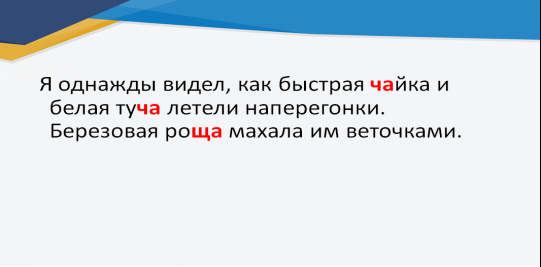 Я однажды видел, как быстрая чайка и
белая туча летели наперегонки.
Березовая роща махала им веточками.